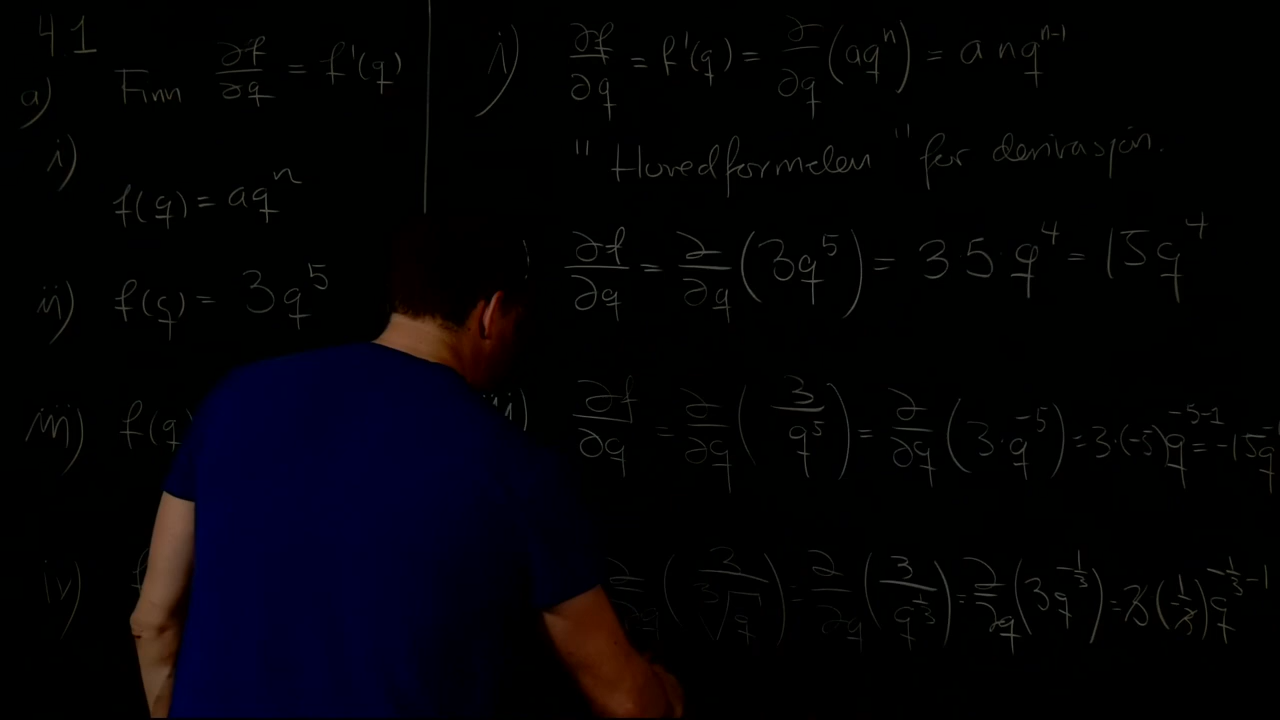 41
a) Finn ∂f/∂q = f'(q)
i)
f(q) = aq^n
ii) f(q) = 3q^5
iii) f(q)
iv) f
i) ∂f/∂q = f'(q) = ∂/∂q (aq^n) = a n q^{n-1}
"Hovedformelen" for derivasjon.
) ∂f/∂q = ∂/∂q (3q^5) = 3·5·q^4 = 15q^4
iii) ∂f/∂q = ∂/∂q (3/q^5) = ∂/∂q (3·q^{-5}) = 3·(-5)q^{-5-1} = -15q^-
∂/∂q (3/∛q) = ∂/∂q (3/q^{1/3}) = ∂/∂q (3q^{-1/3}) = 3(-1/3)q^{-1/3-1}